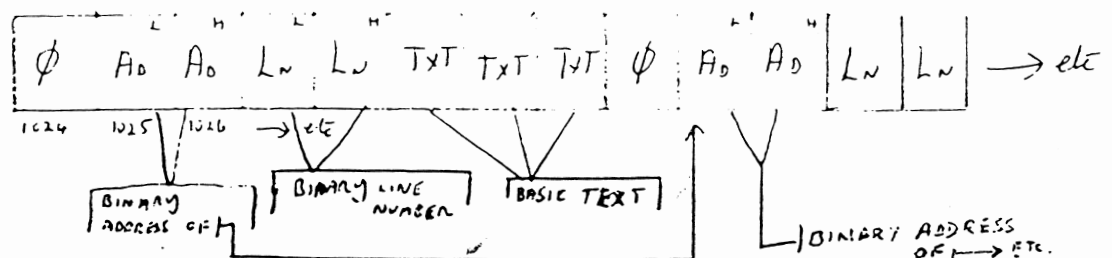 L H L H L H
φ AD AD LN LN TXT TXT TXT φ AD AD LN LN → etc
1024 1025 1026 → etc
BINARY ADDRESS OF
BINARY LINE NUMBER
BASIC TEXT
BINARY ADDRESS
OF → ETC.